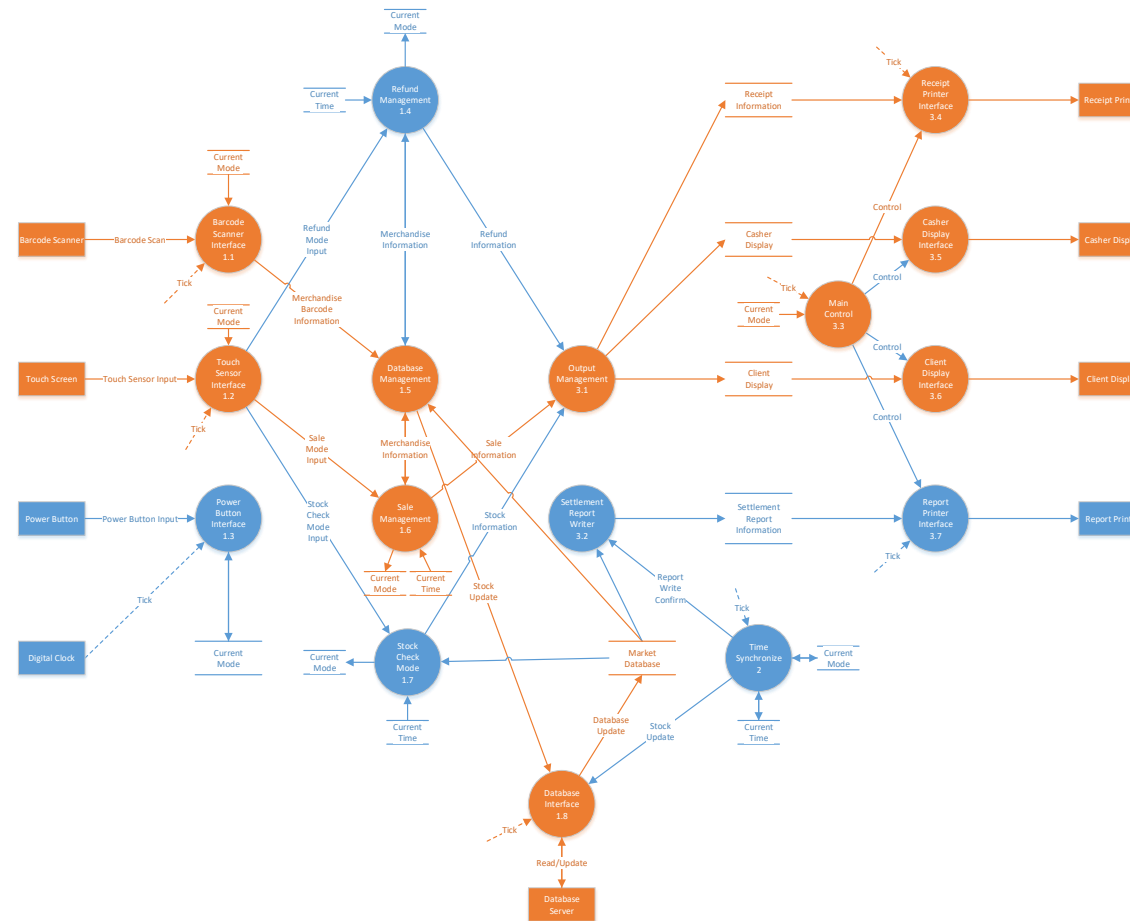 Current
Mode
Refund
Management
1.4
Current
Time
Tick
Receipt
Information
Receipt
Printer
Interface
3.4
Receipt Print
Current
Mode
Barcode Scanner
Barcode Scan
Barcode
Scanner
Interface
1.1
Tick
Refund
Mode
Input
Merchandise
Information
Refund
Information
Casher
Display
Control
Casher
Display
Interface
3.5
Casher Displ
Control
Merchandise
Barcode
Information
Current
Mode
Tick
Current
Mode
Main
Control
3.3
Control
Touch Screen
Touch Sensor Input
Touch
Sensor
Interface
1.2
Tick
Database
Management
1.5
Output
Management
3.1
Client
Display
Client
Display
Interface
3.6
Client Displ
Control
Sale
Mode
Input
Merchandise
Information
Sale
Information
Power Button
Power Button Input
Power
Button
Interface
1.3
Stock
Check
Mode
Input
Sale
Management
1.6
Stock
Information
Settlement
Report
Writer
3.2
Settlement
Report
Information
Report
Printer
Interface
3.7
Report Print
Tick
Current
Mode
Current
Time
Stock
Update
Report
Write
Confirm
Tick
Tick
Digital Clock
Current
Mode
Current
Mode
Stock
Check
Mode
1.7
Market
Database
Time
Synchronize
2
Current
Mode
Current
Time
Database
Update
Stock
Update
Current
Time
Database
Interface
1.8
Tick
Read/Update
Database
Server